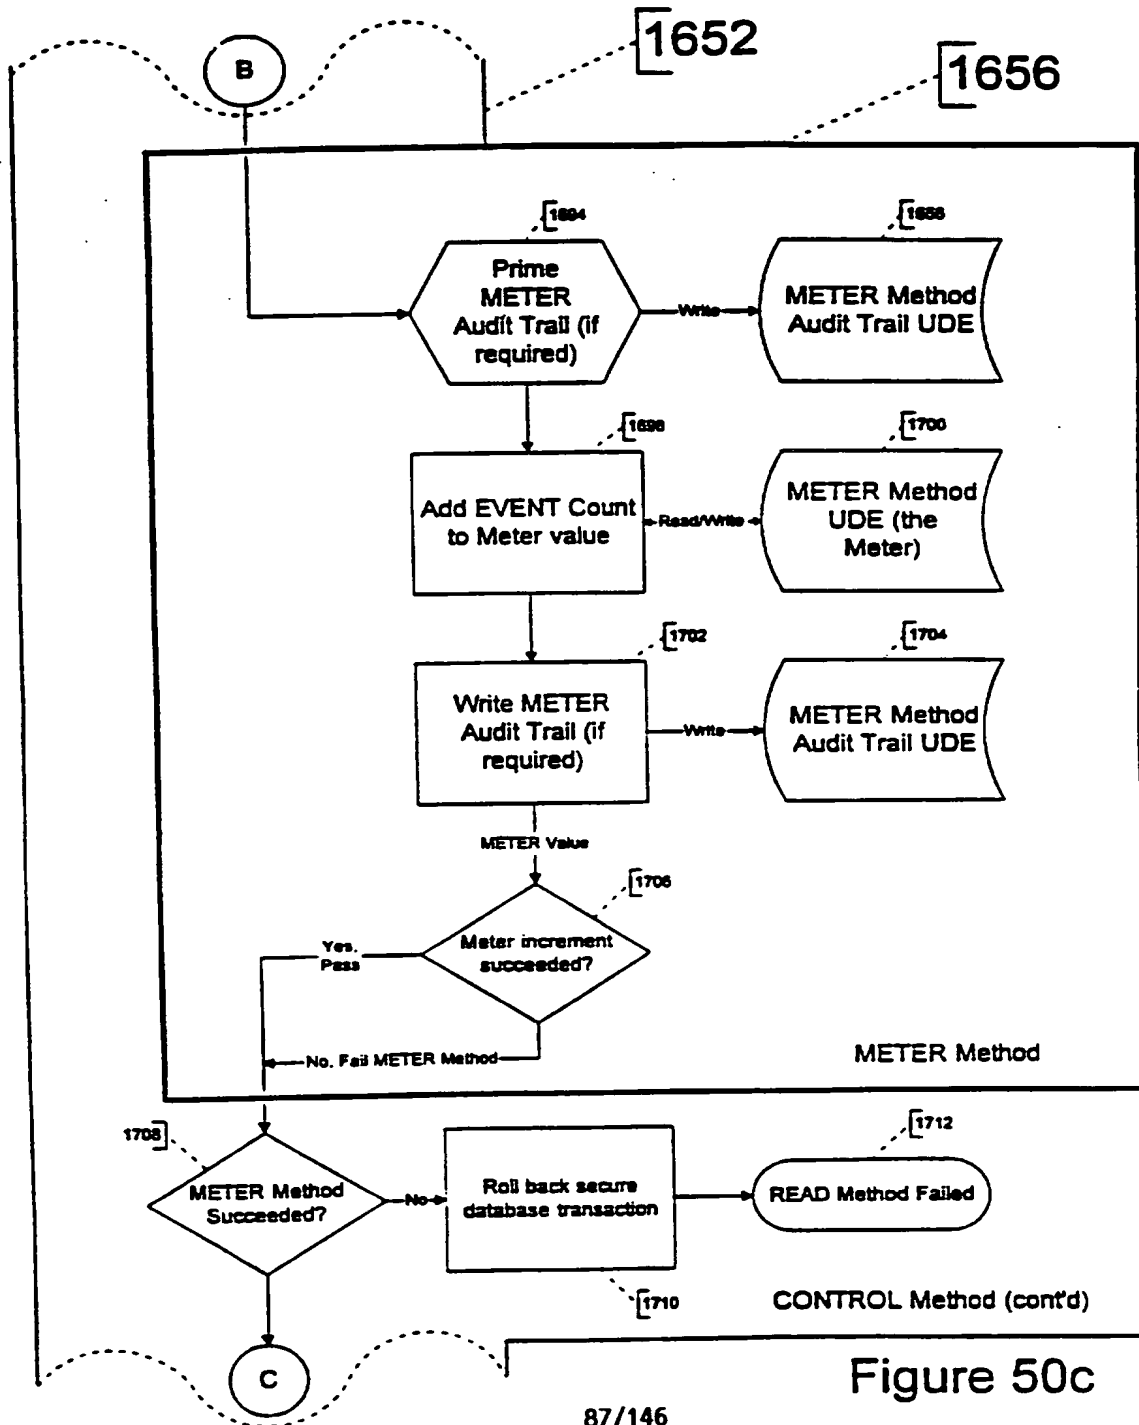 B
1652
1656
1694
Prime
METER
Audit Trail (if
required)
Write
METER Method
Audit Trail UDE
1698
Add EVENT Count
to Meter value
Read/Write
1700
METER Method
UDE (the
Meter)
1702
Write METER
Audit Trail (if
required)
Write
1704
METER Method
Audit Trail UDE
METER Value
1706
Meter increment
succeeded?
Yes.
Pass
No. Fail METER Method
METER Method
1708
METER Method
Succeeded?
No
Roll back secure
database transaction
1710
1712
READ Method Failed
CONTROL Method (cont'd)
C
Figure 50c
87/146